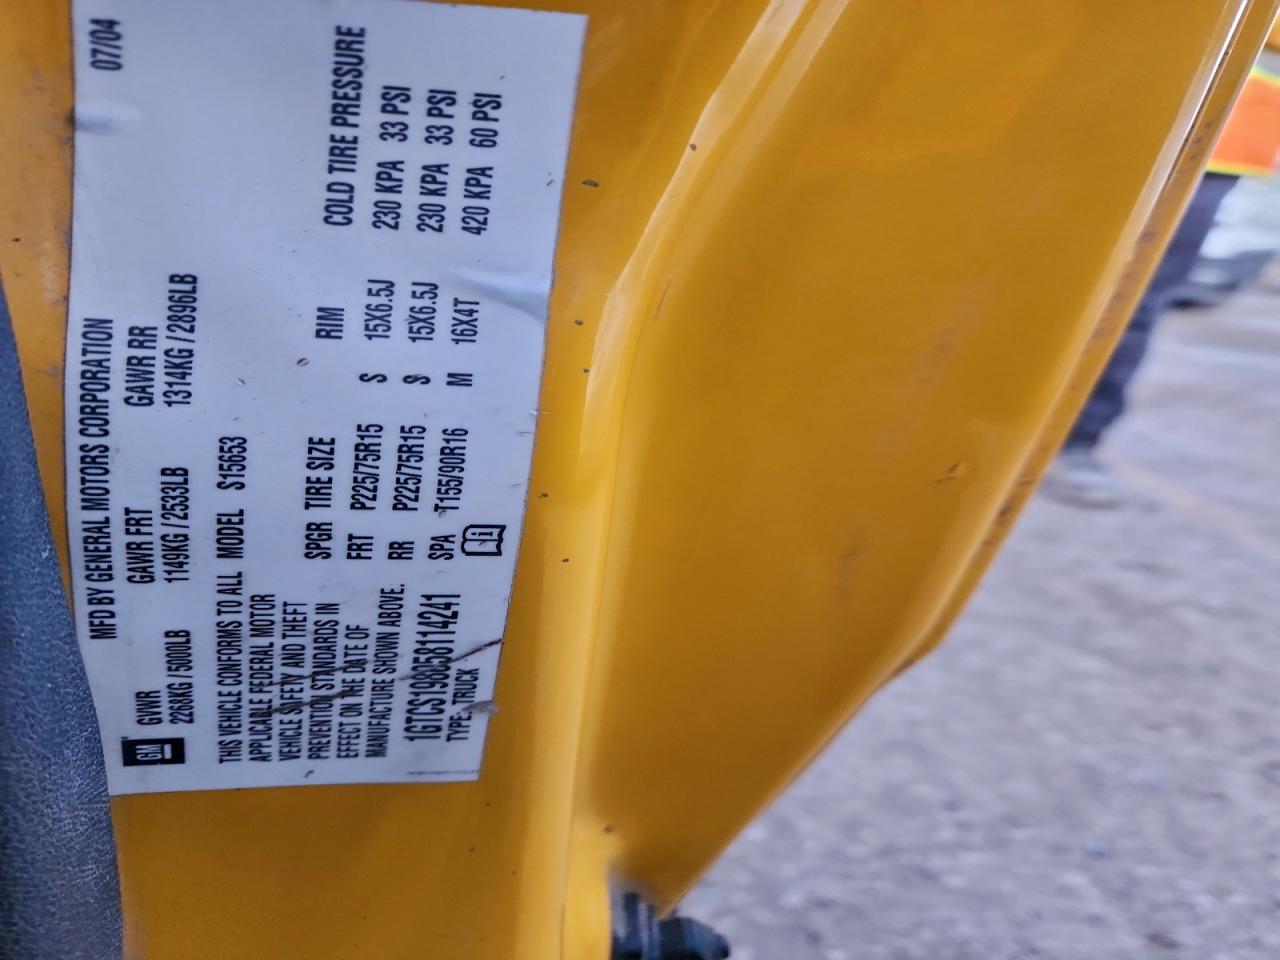 MFD BY GENERAL MOTORS CORPORATION 07/04
GM
GVWR GAWR FRT GAWR RR
2268KG / 5000LB 1149KG / 2533LB 1314KG / 2896LB
THIS VEHICLE CONFORMS TO ALL
APPLICABLE FEDERAL MOTOR
VEHICLE SAFETY AND THEFT
PREVENTION STANDARDS IN
EFFECT ON THE DATE OF
MANUFACTURE SHOWN ABOVE.
1GTCS198858114241
TYPE: TRUCK
MODEL S15653
SPGR TIRE SIZE RIM COLD TIRE PRESSURE
FRT P225/75R15 S 15X6.5J 230 KPA 33 PSI
RR P225/75R15 S 15X6.5J 230 KPA 33 PSI
SPA T155/90R16 M 16X4T 420 KPA 60 PSI
i